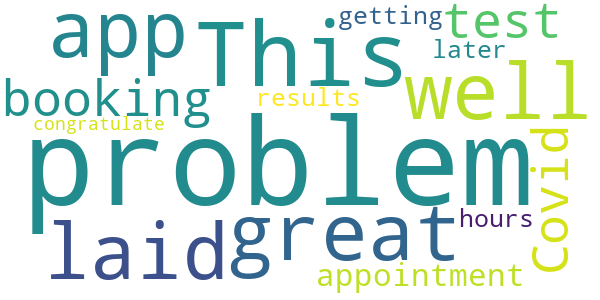 getting
test
app
This
later
well
booking
results
congratulate
problem
Covid
laid
great
hours
appointment